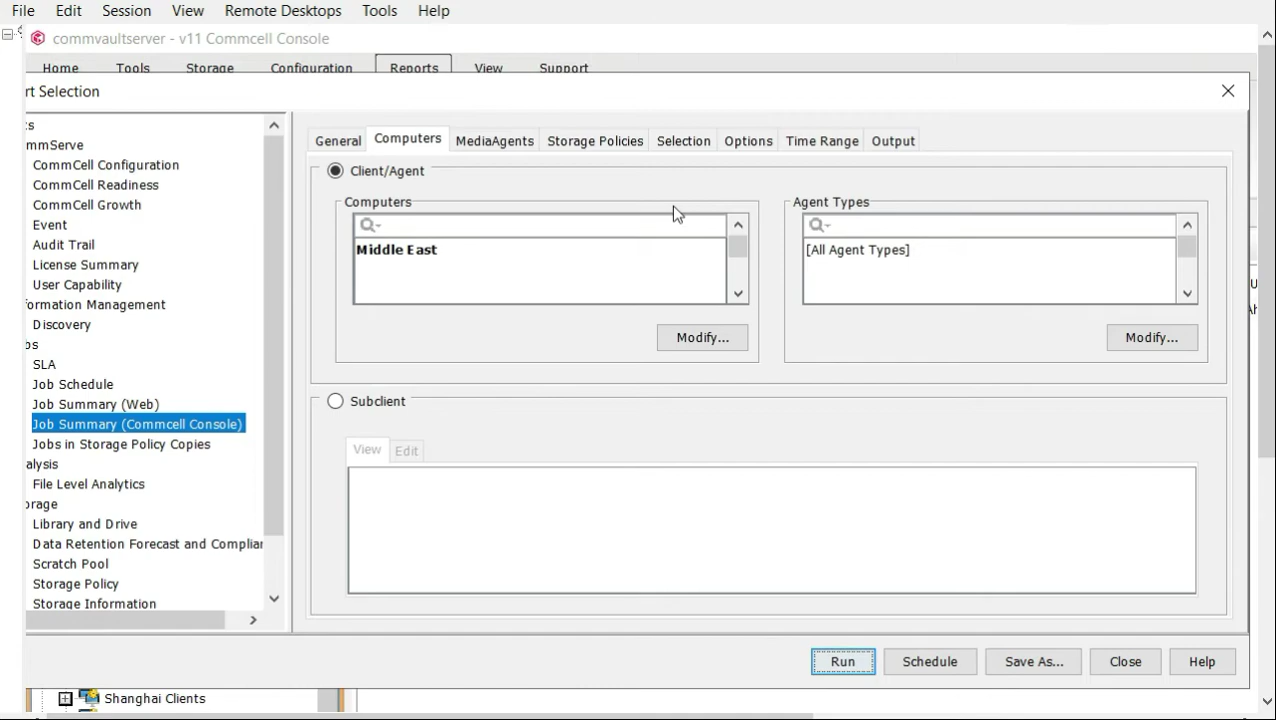 File Edit Session View Remote Desktops Tools Help
commvaultserver - v11 Commcell Console
Home Tools Storage Configuration Reports View Support
rt Selection
ts
mmServe
CommCell Configuration
CommCell Readiness
CommCell Growth
Event
Audit Trail
License Summary
User Capability
formation Management
Discovery
bs
SLA
Job Schedule
Job Summary (Web)
Job Summary (Commcell Console)
Jobs in Storage Policy Copies
alysis
File Level Analytics
orage
Library and Drive
Data Retention Forecast and Complian
Scratch Pool
Storage Policy
Storage Information
General Computers MediaAgents Storage Policies Selection Options Time Range Output
Client/Agent
Computers
Middle East
Modify...
Agent Types
[All Agent Types]
Modify...
Subclient
View Edit
Run Schedule Save As... Close Help
Shanghai Clients